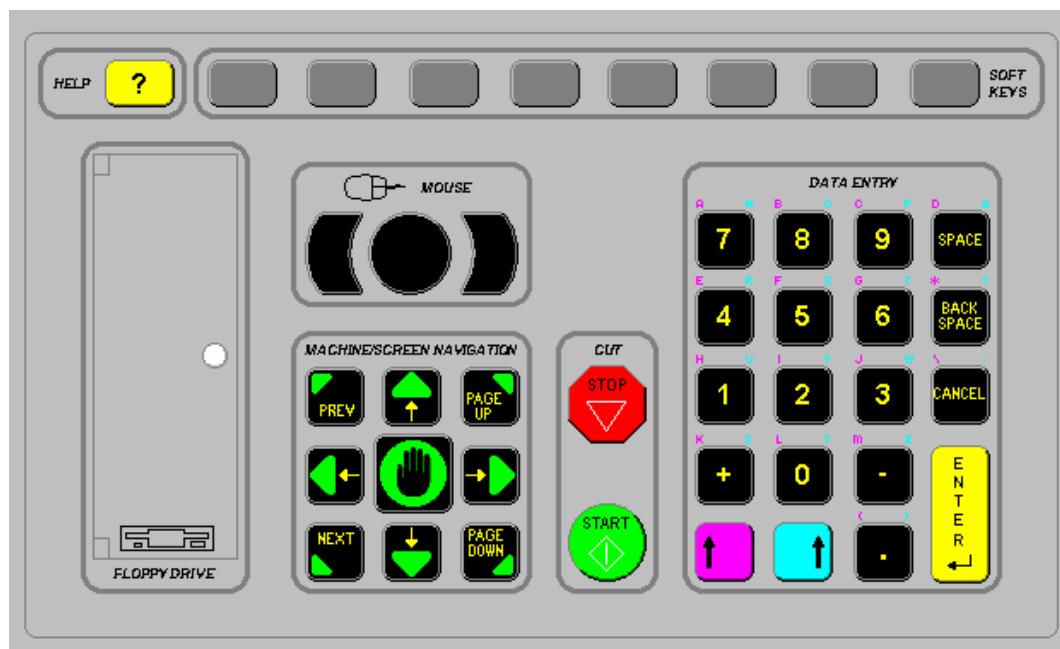 HELP
?
SOFT
KEYS
MOUSE
DATA ENTRY
A N B O C P D Q
7 8 9 SPACE
E R F S G T * ?
4 5 6 BACK
SPACE
H U I V J W \ :
1 2 3 CANCEL
K X L Y M Z
+ 0 - ENTER
( )
.
MACHINE/SCREEN NAVIGATION
PREV
PAGE
UP
NEXT
PAGE
DOWN
CUT
STOP
START
FLOPPY DRIVE